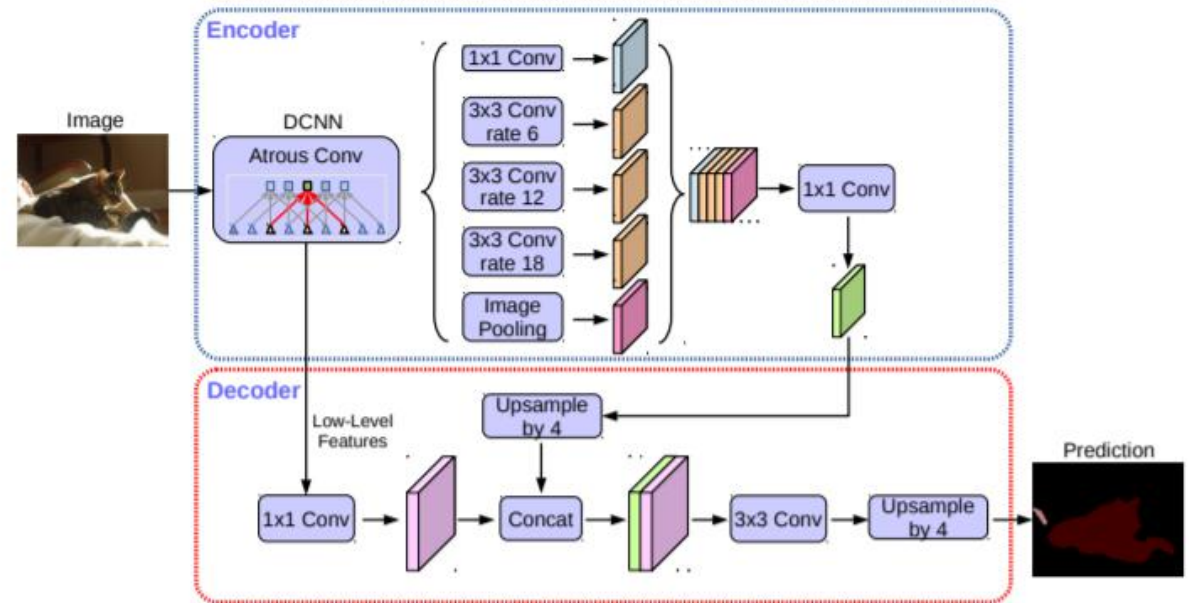 Encoder
Image
DCNN
Atrous Conv
1x1 Conv
3x3 Conv
rate 6
3x3 Conv
rate 12
3x3 Conv
rate 18
Image
Pooling
1x1 Conv
Decoder
Low-Level
Features
Upsample
by 4
1x1 Conv
Concat
3x3 Conv
Upsample
by 4
Prediction